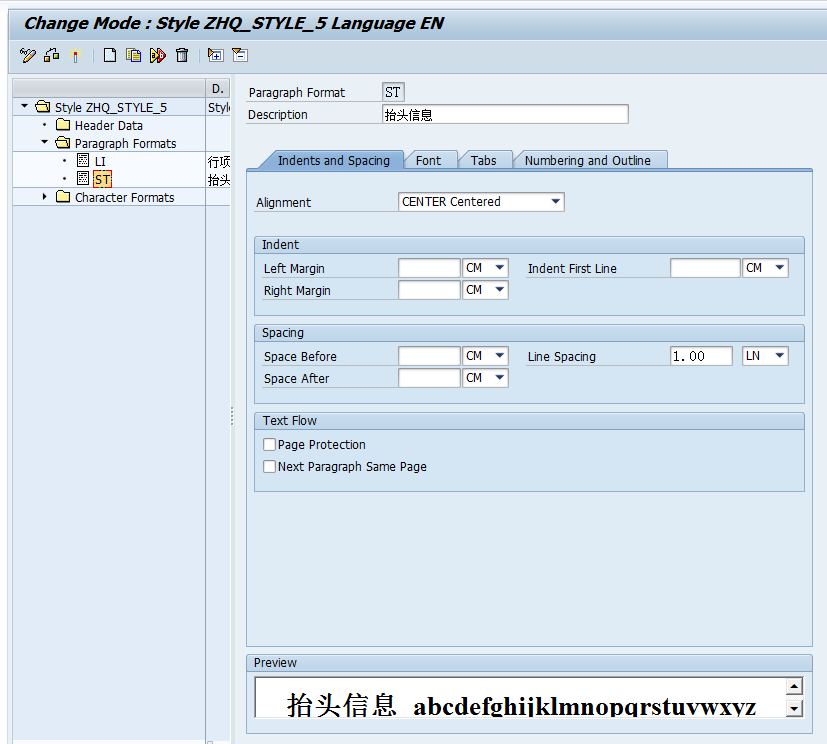 Change Mode : Style ZHQ_STYLE_5 Language EN
D.
Style ZHQ_STYLE_5
Style
Header Data
Paragraph Formats
LI
行项
ST
抬头
Character Formats
Paragraph Format ST
Description 抬头信息
Indents and Spacing Font Tabs Numbering and Outline
Alignment CENTER Centered
Indent
Left Margin CM Indent First Line CM
Right Margin CM
Spacing
Space Before CM Line Spacing 1.00 LN
Space After CM
Text Flow
Page Protection
Next Paragraph Same Page
Preview
抬头信息 abcdefghijklmnopqrstuvwxyz